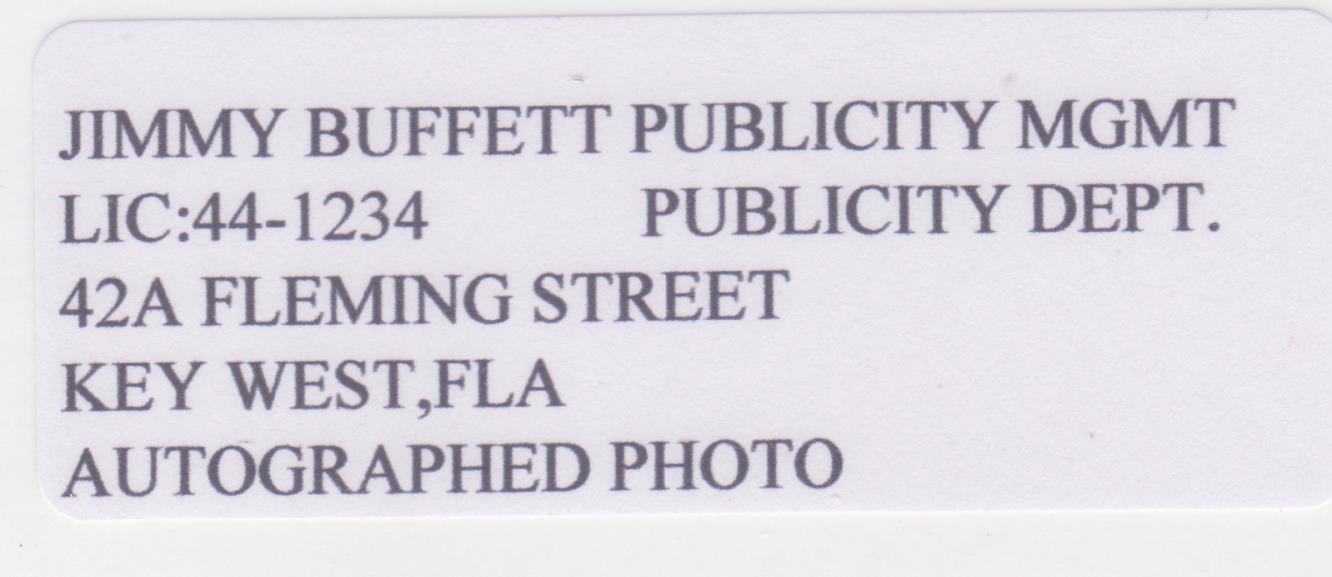 JIMMY BUFFETT PUBLICITY MGMT
LIC:44-1234 PUBLICITY DEPT.
42A FLEMING STREET
KEY WEST,FLA
AUTOGRAPHED PHOTO